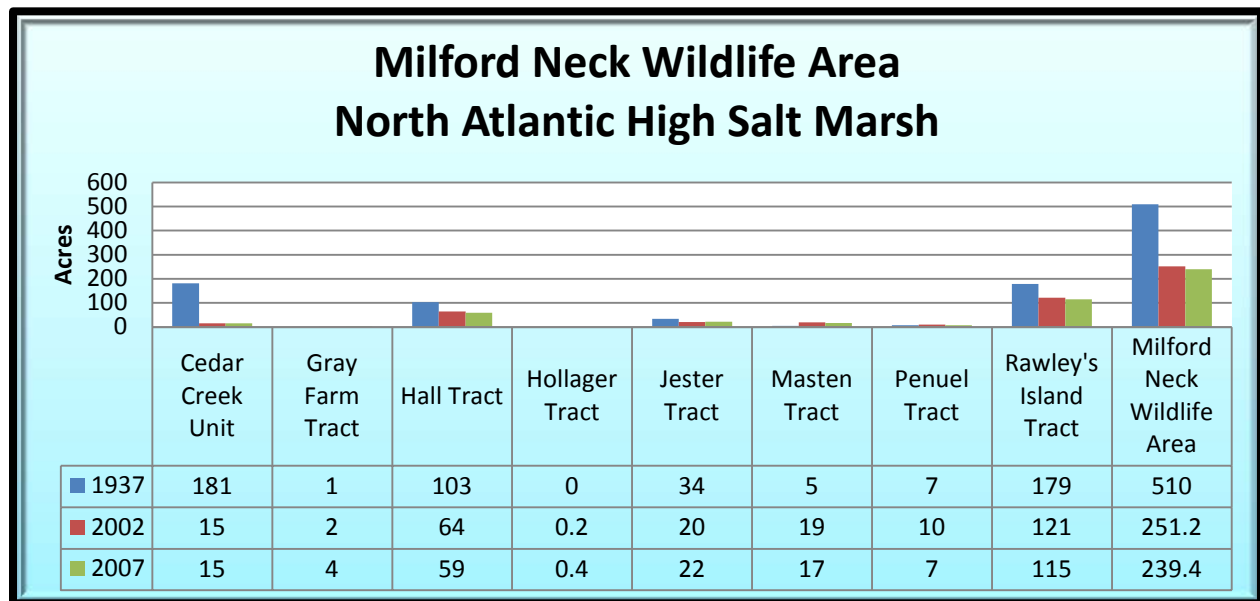 Milford Neck Wildlife Area
North Atlantic High Salt Marsh
Acres
600
500
400
300
200
100
0
Cedar Creek Unit
Gray Farm Tract
Hall Tract
Hollager Tract
Jester Tract
Masten Tract
Penuel Tract
Rawley's Island Tract
Milford Neck Wildlife Area
1937 181 1 103 0 34 5 7 179 510
2002 15 2 64 0.2 20 19 10 121 251.2
2007 15 4 59 0.4 22 17 7 115 239.4